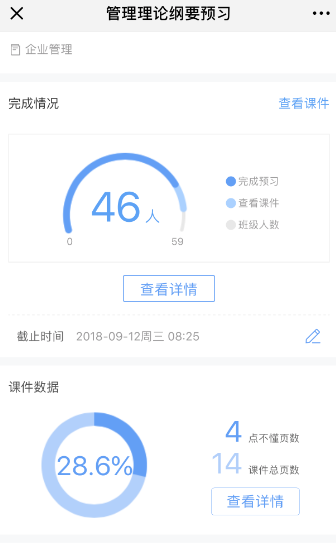 管理理论纲要预习
企业管理
完成情况
查看课件
46人
0
59
完成预习
查看课件
班级人数
查看详情
截止时间 2018-09-12周三 08:25
课件数据
28.6%
4 点不懂页数
14 课件总页数
查看详情